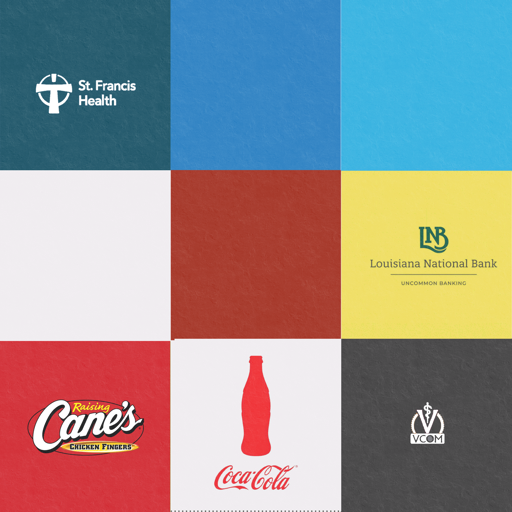 St. Francis
Health
LNB
Louisiana National Bank
UNCOMMON BANKING
Raising
Cane's
CHICKEN FINGERS
Coca-Cola
VCOM